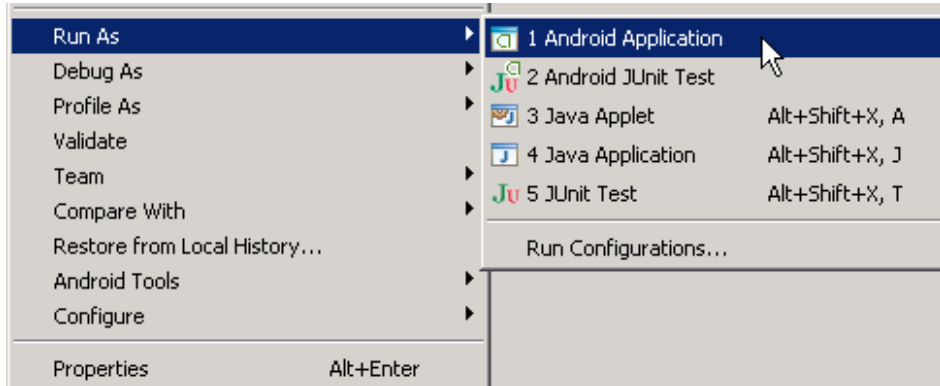 Run As
Debug As
Profile As
Validate
Team
Compare With
Restore from Local History...
Android Tools
Configure
Properties Alt+Enter
1 Android Application
2 Android JUnit Test
3 Java Applet Alt+Shift+X, A
4 Java Application Alt+Shift+X, J
5 JUnit Test Alt+Shift+X, T
Run Configurations...